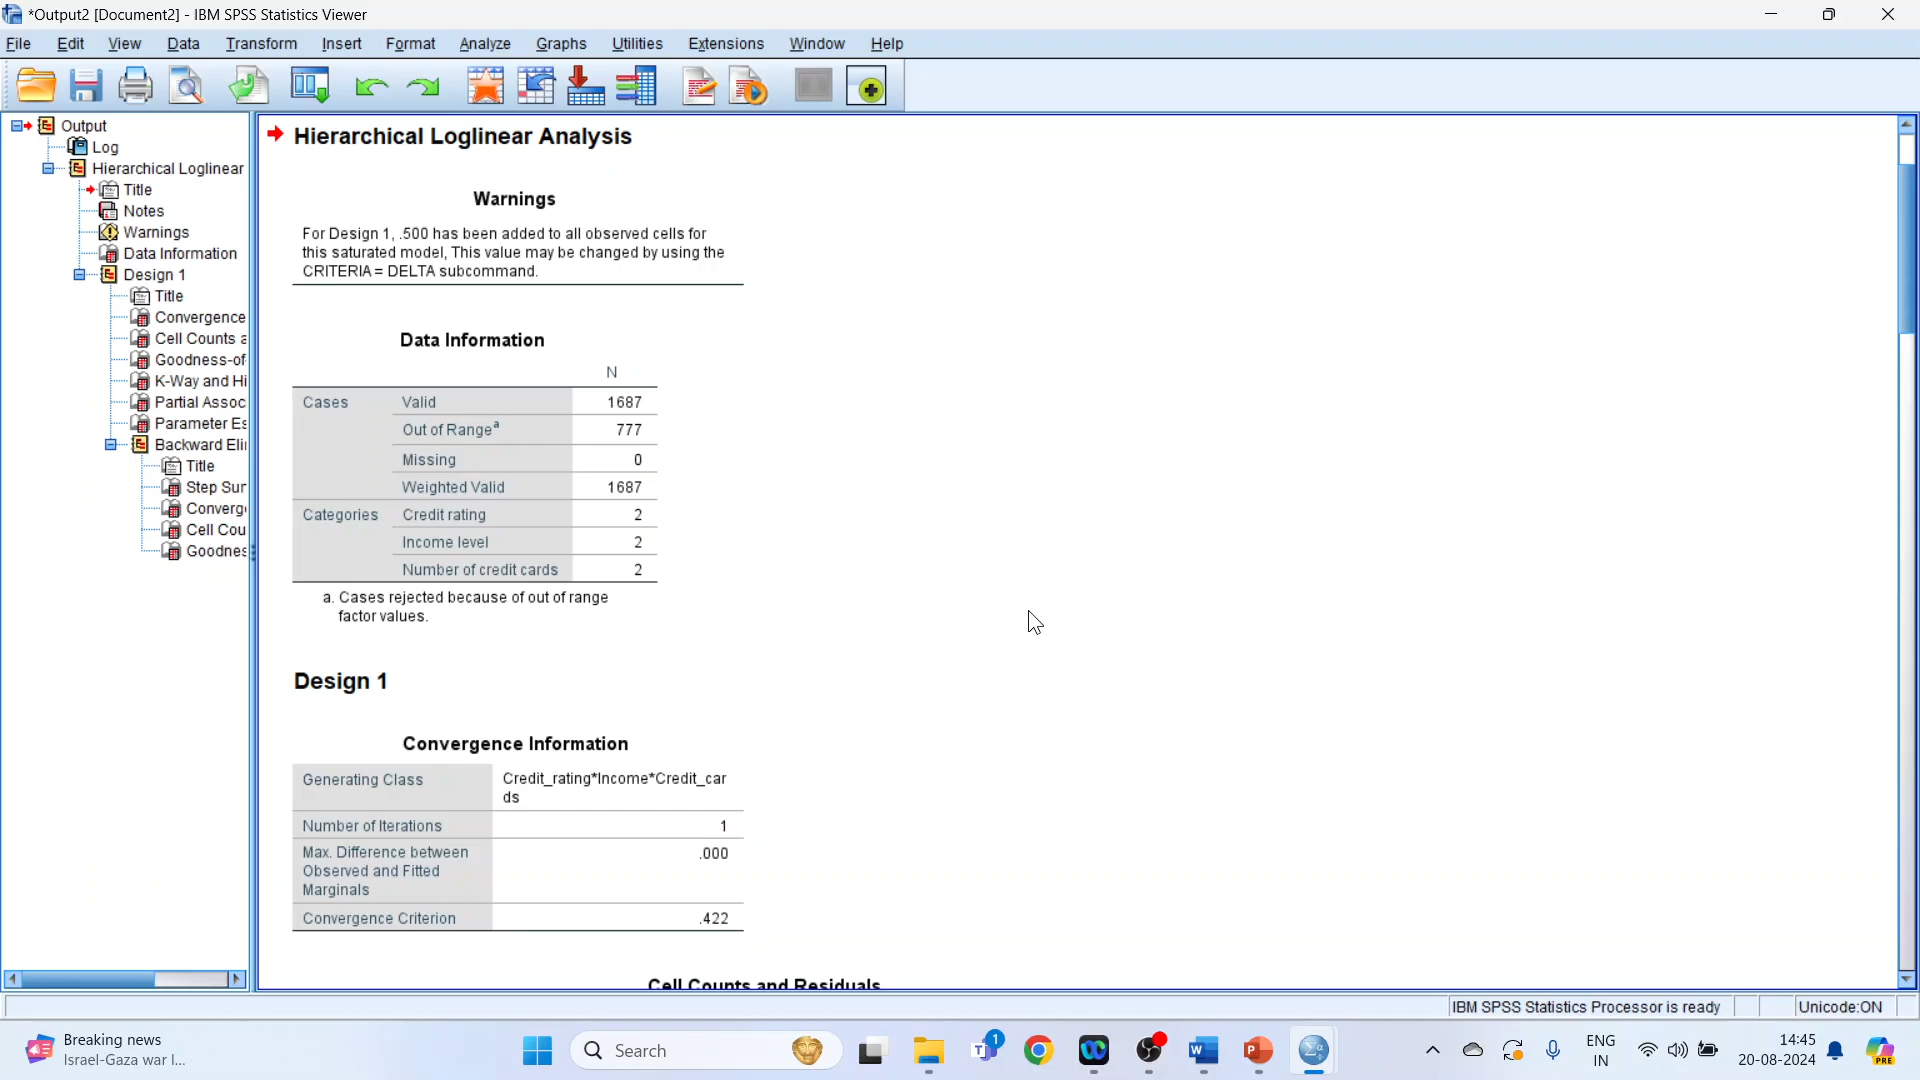 *Output2 [Document2] - IBM SPSS Statistics Viewer
File Edit View Data Transform Insert Format Analyze Graphs Utilities Extensions Window Help
Output
Log
Hierarchical Loglinear
Title
Notes
Warnings
Data Information
Design 1
Title
Convergence
Cell Counts a
Goodness-of
K-Way and Hi
Partial Assoc
Parameter Es
Backward Eli
Title
Step Sur
Converg
Cell Cou
Goodnes
Hierarchical Loglinear Analysis
Warnings
For Design 1, .500 has been added to all observed cells for
this saturated model, This value may be changed by using the
CRITERIA = DELTA subcommand.
Data Information
N
Cases Valid 1687
Out of Range a 777
Missing 0
Weighted Valid 1687
Categories Credit rating 2
Income level 2
Number of credit cards 2
a. Cases rejected because of out of range
factor values.
Design 1
Convergence Information
Generating Class Credit_rating*Income*Credit_car
ds
Number of Iterations 1
Max. Difference between .000
Observed and Fitted
Marginals
Convergence Criterion .422
Cell Counts and Residuals
IBM SPSS Statistics Processor is ready Unicode:ON
Breaking news
Israel-Gaza war I...
Search
1
ENG
IN
14:45
20-08-2024
PRE